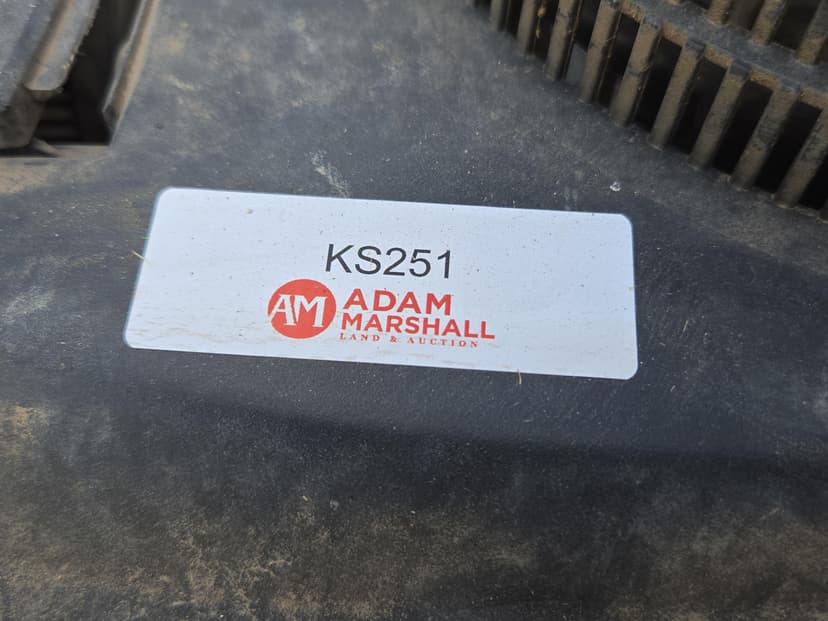 KS251
AM ADAM
MARSHALL
LAND & AUCTION